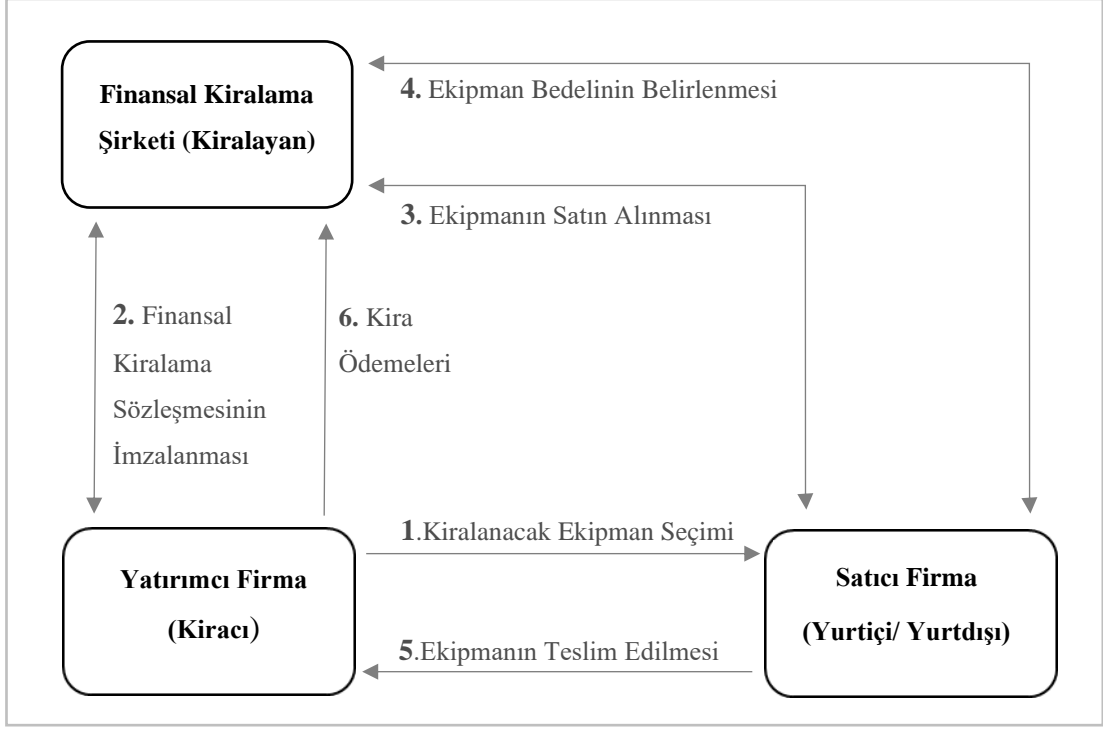 Finansal Kiralama
Şirketi (Kiralayan)
4. Ekipman Bedelinin Belirlenmesi
3. Ekipmanın Satın Alınması
2. Finansal
Kiralama
Sözleşmesinin
İmzalanması
6. Kira
Ödemeleri
1.Kiralanacak Ekipman Seçimi
Yatırımcı Firma
(Kiracı)
Satıcı Firma
(Yurtiçi/ Yurtdışı)
5.Ekipmanın Teslim Edilmesi